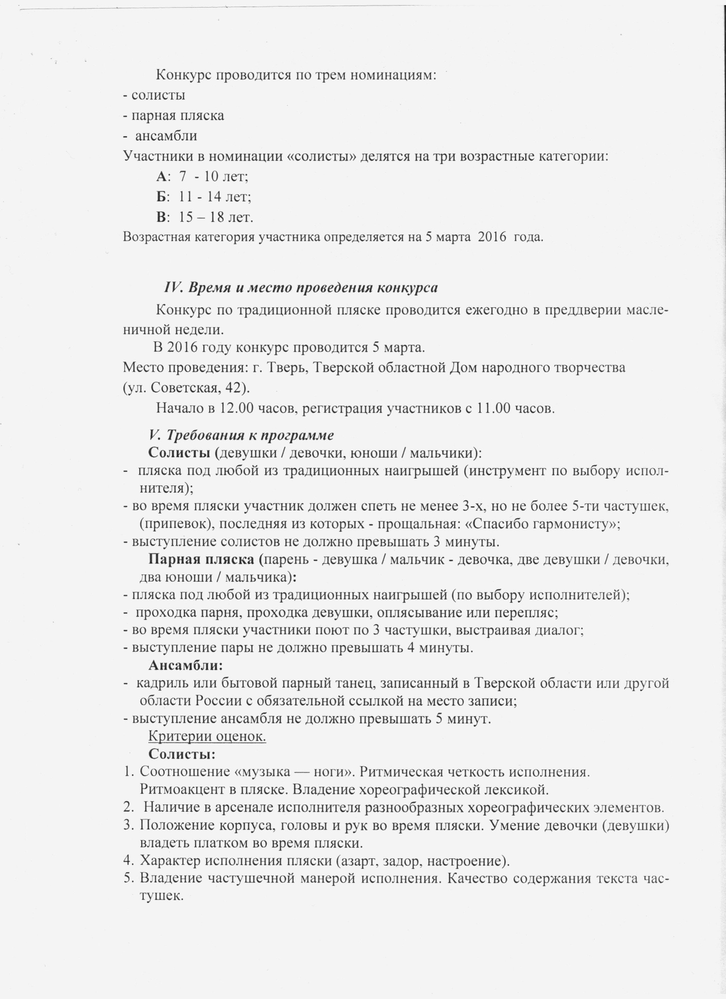 Конкурс проводится по трем номинациям:
- солисты
- парная пляска
- ансамбли
Участники в номинации «солисты» делятся на три возрастные категории:
А: 7 - 10 лет;
Б: 11 - 14 лет;
В: 15 – 18 лет.
Возрастная категория участника определяется на 5 марта 2016 года.
IV. Время и место проведения конкурса
Конкурс по традиционной пляске проводится ежегодно в преддверии масле-
ничной недели.
В 2016 году конкурс проводится 5 марта.
Место проведения: г. Тверь, Тверской областной Дом народного творчества
(ул. Советская, 42).
Начало в 12.00 часов, регистрация участников с 11.00 часов.
V. Требования к программе
Солисты (девушки / девочки, юноши / мальчики):
- пляска под любой из традиционных наигрышей (инструмент по выбору испол-
нителя);
- во время пляски участник должен спеть не менее 3-х, но не более 5-ти частушек,
(припевок), последняя из которых - прощальная: «Спасибо гармонисту»;
- выступление солистов не должно превышать 3 минуты.
Парная пляска (парень - девушка / мальчик - девочка, две девушки / девочки,
два юноши / мальчика):
- пляска под любой из традиционных наигрышей (по выбору исполнителей);
- проходка парня, проходка девушки, оплясывание или перепляс;
- во время пляски участники поют по 3 частушки, выстраивая диалог;
- выступление пары не должно превышать 4 минуты.
Ансамбли:
- кадриль или бытовой парный танец, записанный в Тверской области или другой
области России с обязательной ссылкой на место записи;
- выступление ансамбля не должно превышать 5 минут.
Критерии оценок.
Солисты:
1. Соотношение «музыка — ноги». Ритмическая четкость исполнения.
Ритмоакцент в пляске. Владение хореографической лексикой.
2. Наличие в арсенале исполнителя разнообразных хореографических элементов.
3. Положение корпуса, головы и рук во время пляски. Умение девочки (девушки)
владеть платком во время пляски.
4. Характер исполнения пляски (азарт, задор, настроение).
5. Владение частушечной манерой исполнения. Качество содержания текста час-
тушек.